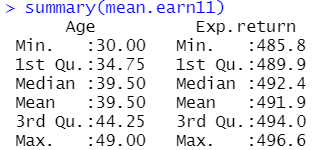 > summary(mean.earn11)
Age Exp.return
Min. :30.00 Min. :485.8
1st Qu.:34.75 1st Qu.:489.9
Median :39.50 Median :492.4
Mean :39.50 Mean :491.9
3rd Qu.:44.25 3rd Qu.:494.0
Max. :49.00 Max. :496.6